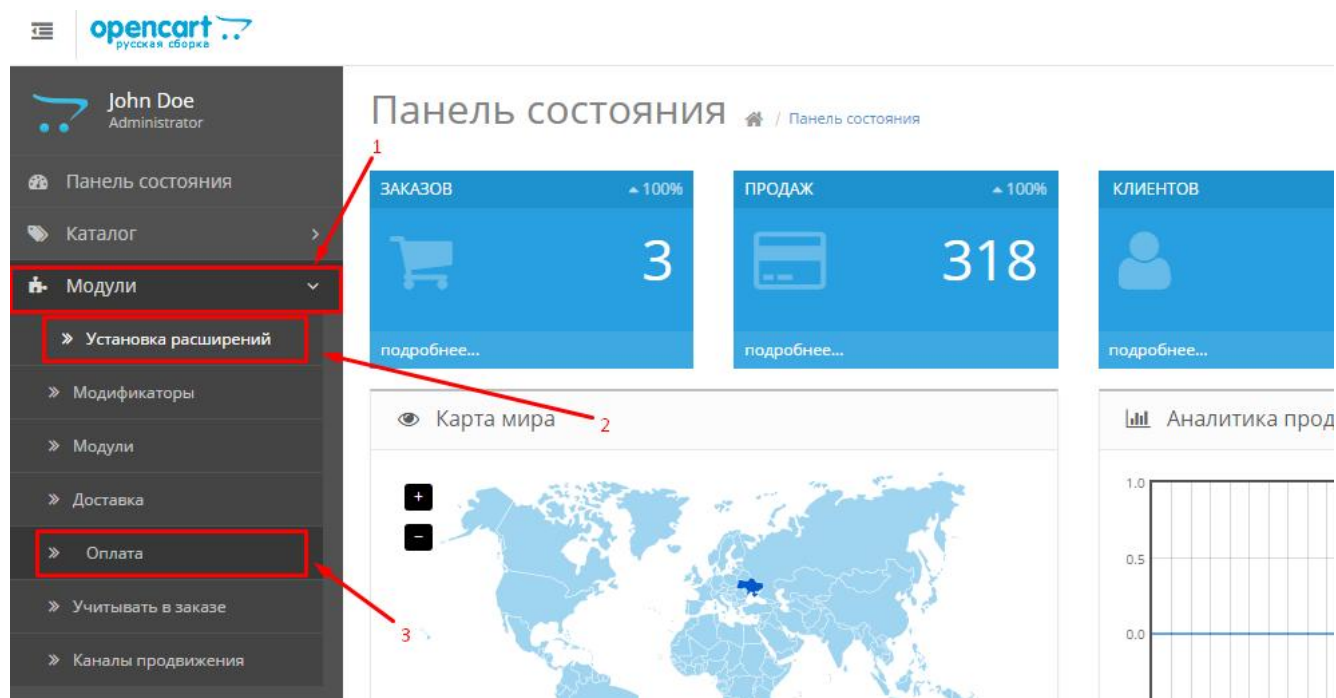 opencart
русская сборка
John Doe
Administrator
Панель состояния
Каталог
Модули
Установка расширений
Модификаторы
Модули
Доставка
Оплата
Учитывать в заказе
Каналы продвижения
Панель состояния / Панель состояния
1
ЗАКАЗОВ 100%
3
подробнее...
ПРОДАЖ 100%
318
подробнее...
КЛИЕНТОВ
подробнее...
2
Карта мира
+
−
3
Аналитика прод
1.0
0.5
0.0